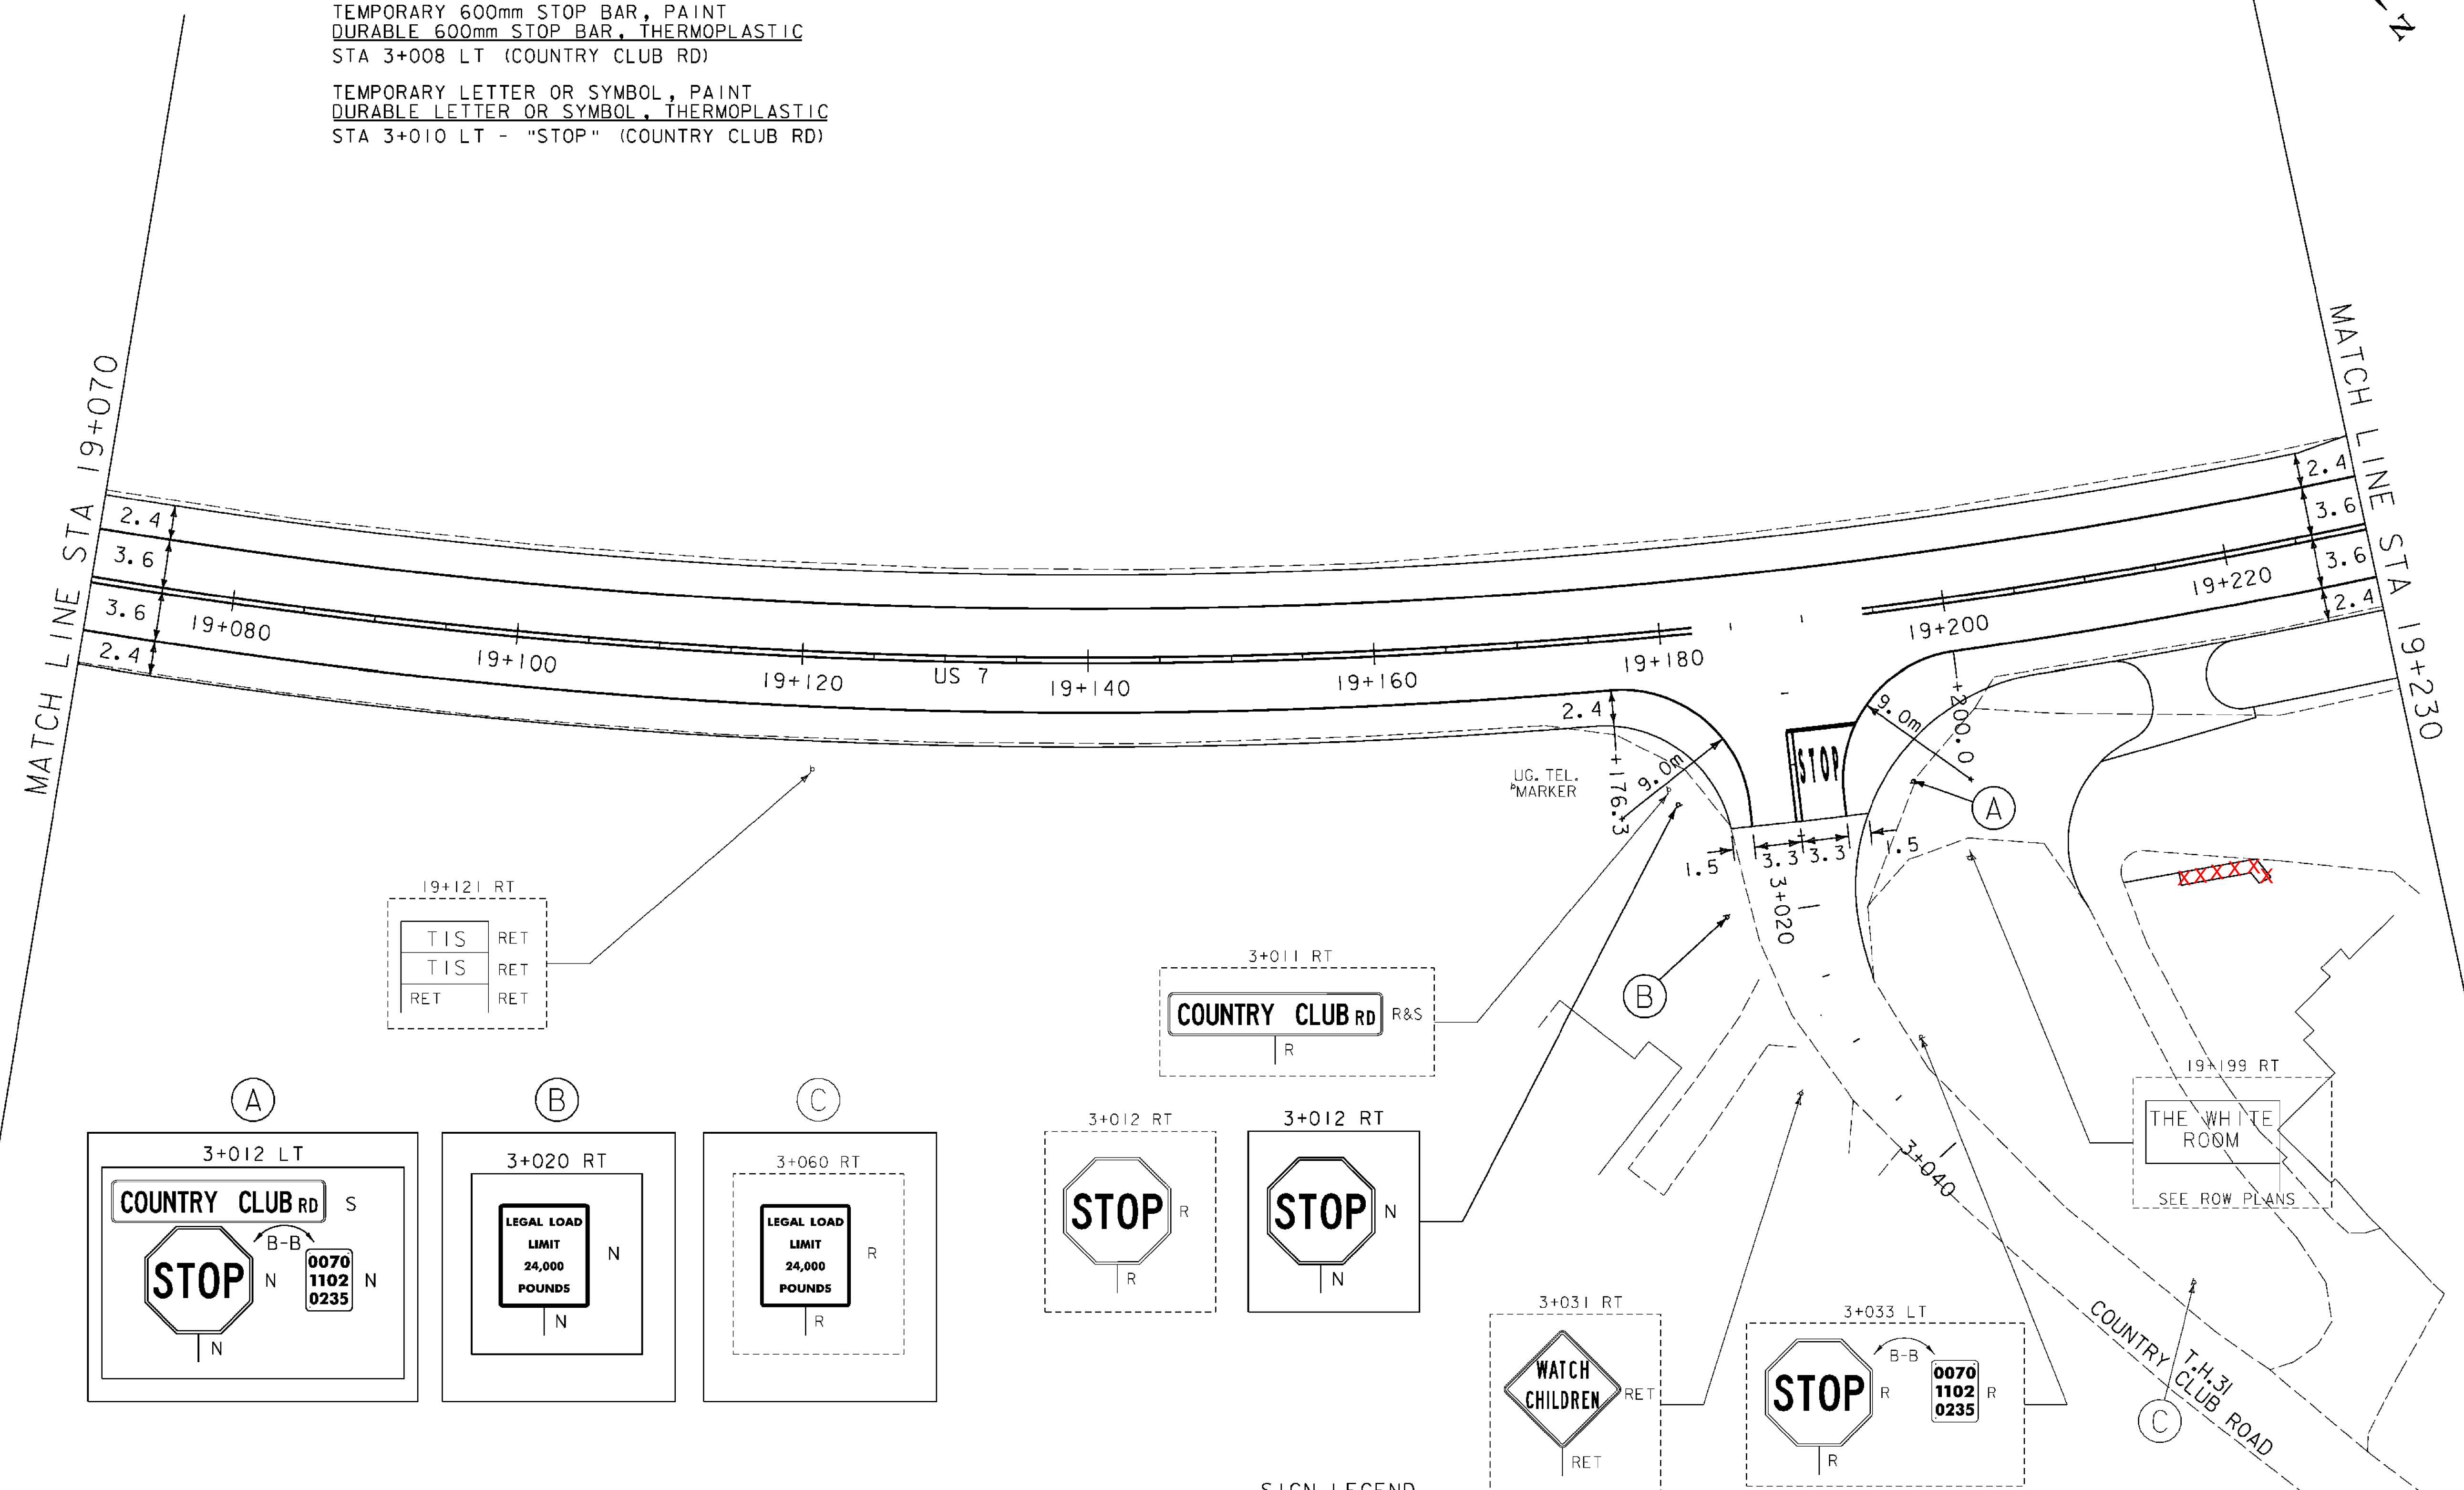 TEMPORARY 600mm STOP BAR, PAINT
DURABLE 600mm STOP BAR, THERMOPLASTIC
STA 3+008 LT (COUNTRY CLUB RD)
TEMPORARY LETTER OR SYMBOL, PAINT
DURABLE LETTER OR SYMBOL, THERMOPLASTIC
STA 3+010 LT - "STOP" (COUNTRY CLUB RD)
N
MATCH LINE STA 19+070
MATCH LINE STA 19+230
2.4
3.6
3.6
2.4
2.4
3.6
3.6
2.4
19+080
19+100
19+120
US 7
19+140
19+160
19+180
19+200
19+220
2.4
+176.3
9.0m
STOP
9.0m
+200.0
UG. TEL.
MARKER
A
1.5
3.3
3.3
1.5
3+020
B
19+121 RT
TIS RET
TIS RET
RET RET
3+011 RT
COUNTRY CLUB RD R&S
R
19+199 RT
THE WHITE
ROOM
SEE ROW PLANS
3+040
A
3+012 LT
COUNTRY CLUB RD S
B-B
STOP N
0070
1102 N
0235
N
B
3+020 RT
LEGAL LOAD
LIMIT
24,000
POUNDS
N
N
C
3+060 RT
LEGAL LOAD
LIMIT
24,000
POUNDS
R
R
3+012 RT
STOP R
R
3+012 RT
STOP N
N
3+031 RT
WATCH
CHILDREN
RET
RET
3+033 LT
STOP R
B-B
0070
1102 R
0235
R
T.H.31
COUNTRY CLUB ROAD
C
SIGN LEGEND